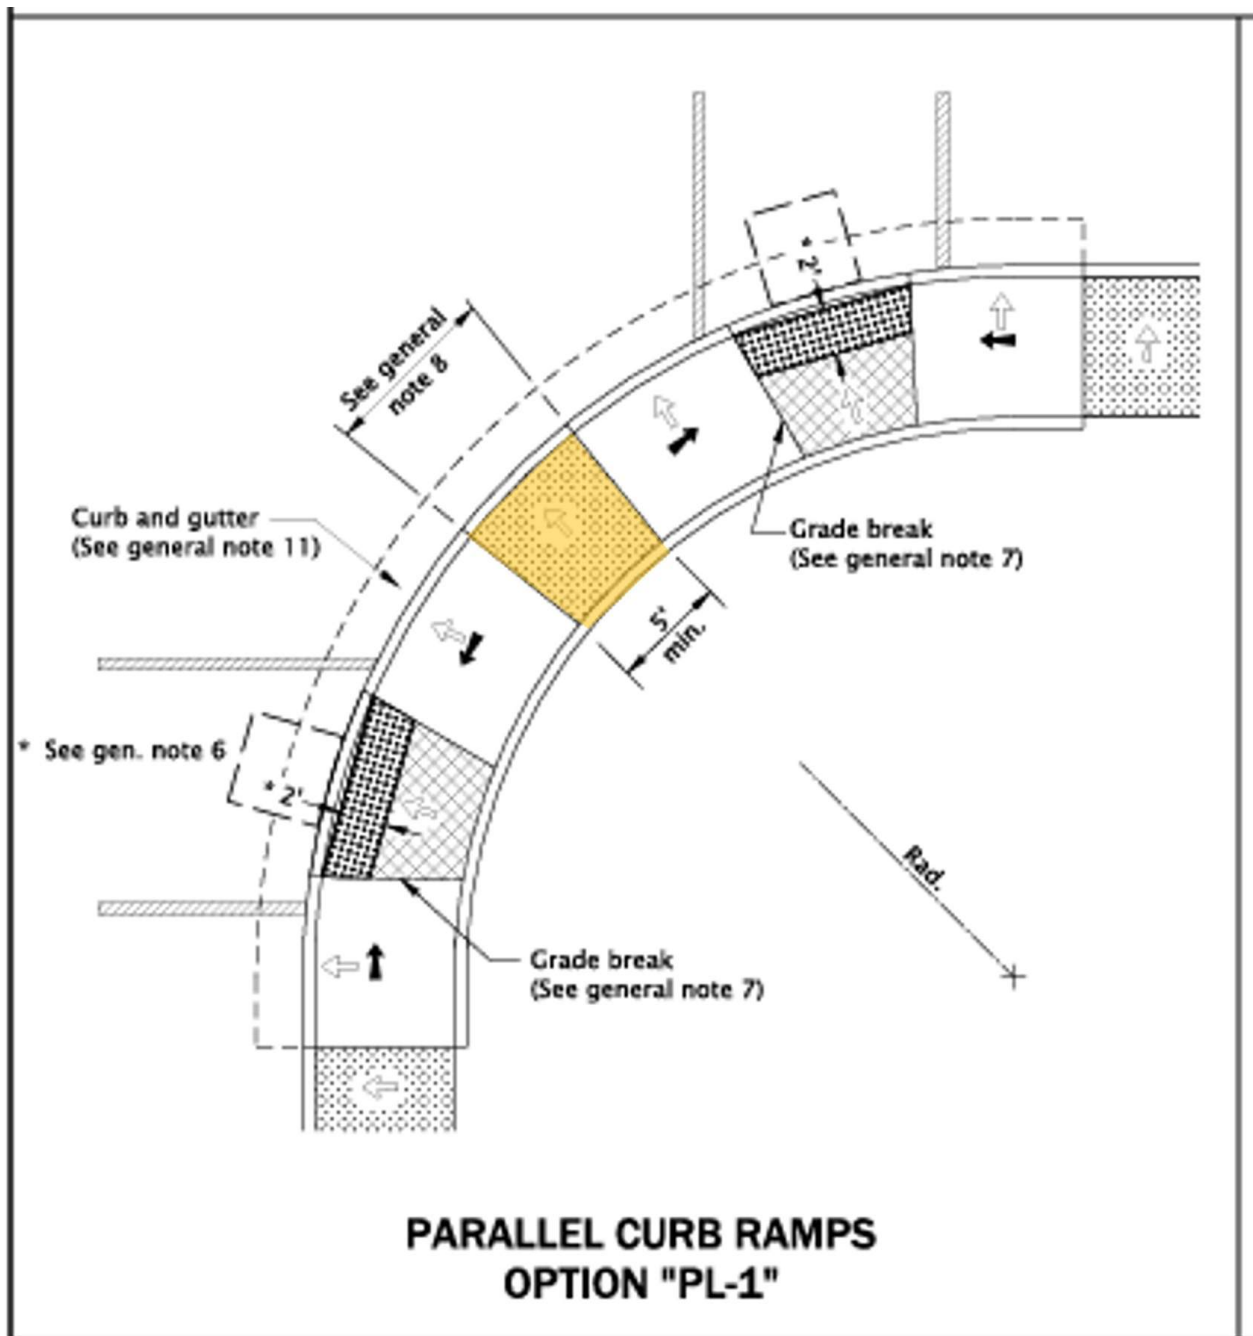 * 2'
See general
note 8
Curb and gutter
(See general note 11)
Grade break
(See general note 7)
5'
min.
* See gen. note 6
* 2'
Rad.
Grade break
(See general note 7)
PARALLEL CURB RAMPS
OPTION "PL-1"